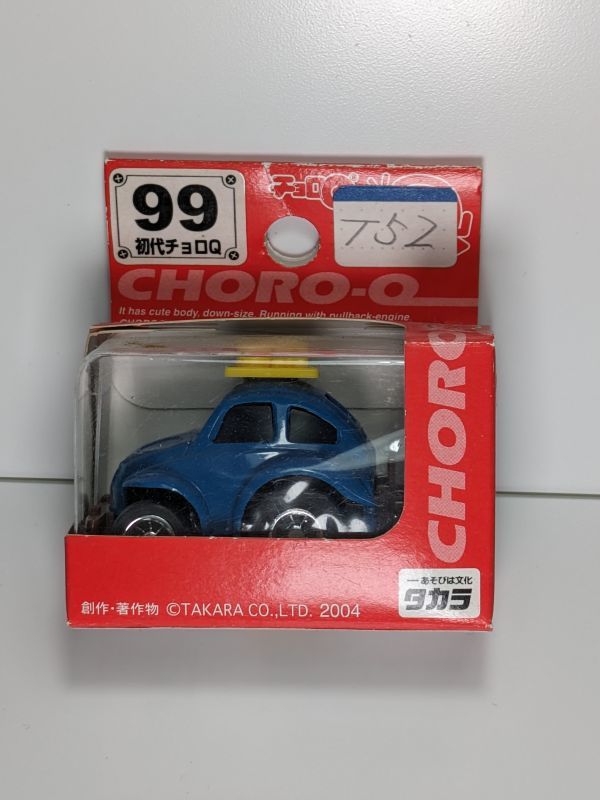 99
初代チョロQ
チョロQ
T52
CHORO-Q
It has cute body, down-size. Running with pullback-engine
CHORO
あそびは文化
タカラ
創作・著作物 ©TAKARA CO.,LTD. 2004